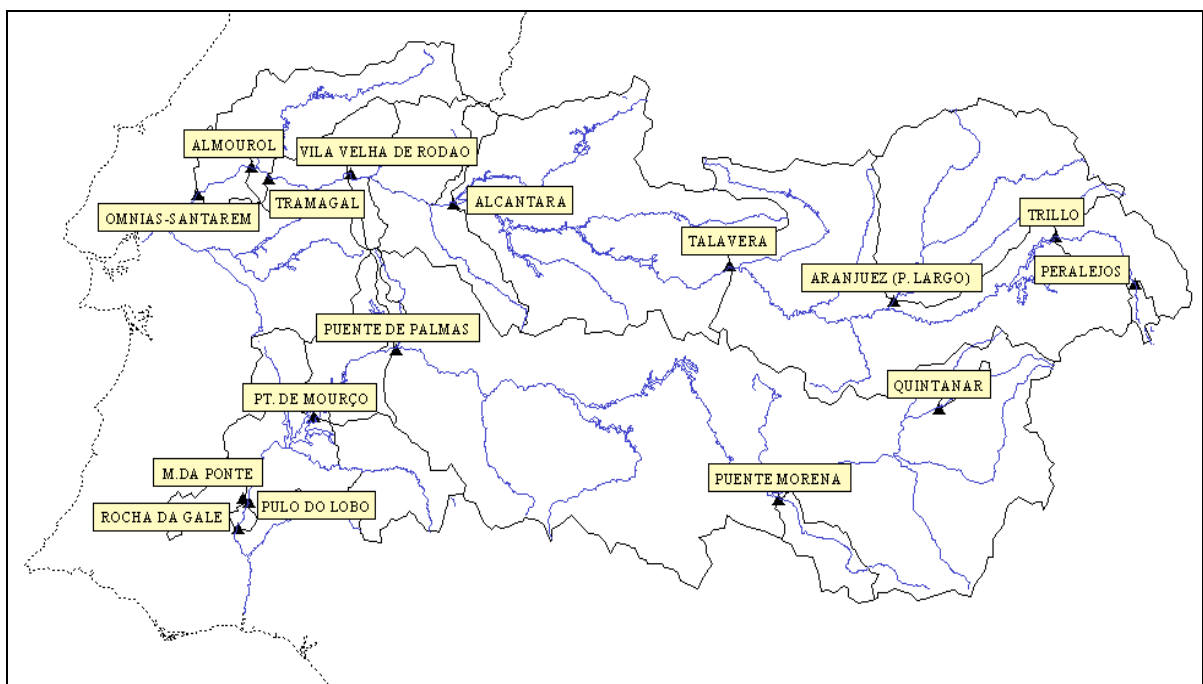 ALMOUROL
VILA VELHA DE RODAO
OMNIAS-SANTAREM
TRAMAGAL
ALCANTARA
TALAVERA
TRILLO
ARANJUEZ (P. LARGO)
PERALEJOS
PUENTE DE PALMAS
PT. DE MOURÇO
QUINTANAR
M.DA PONTE
PUENTE MORENA
ROCHA DA GALE
PULO DO LOBO